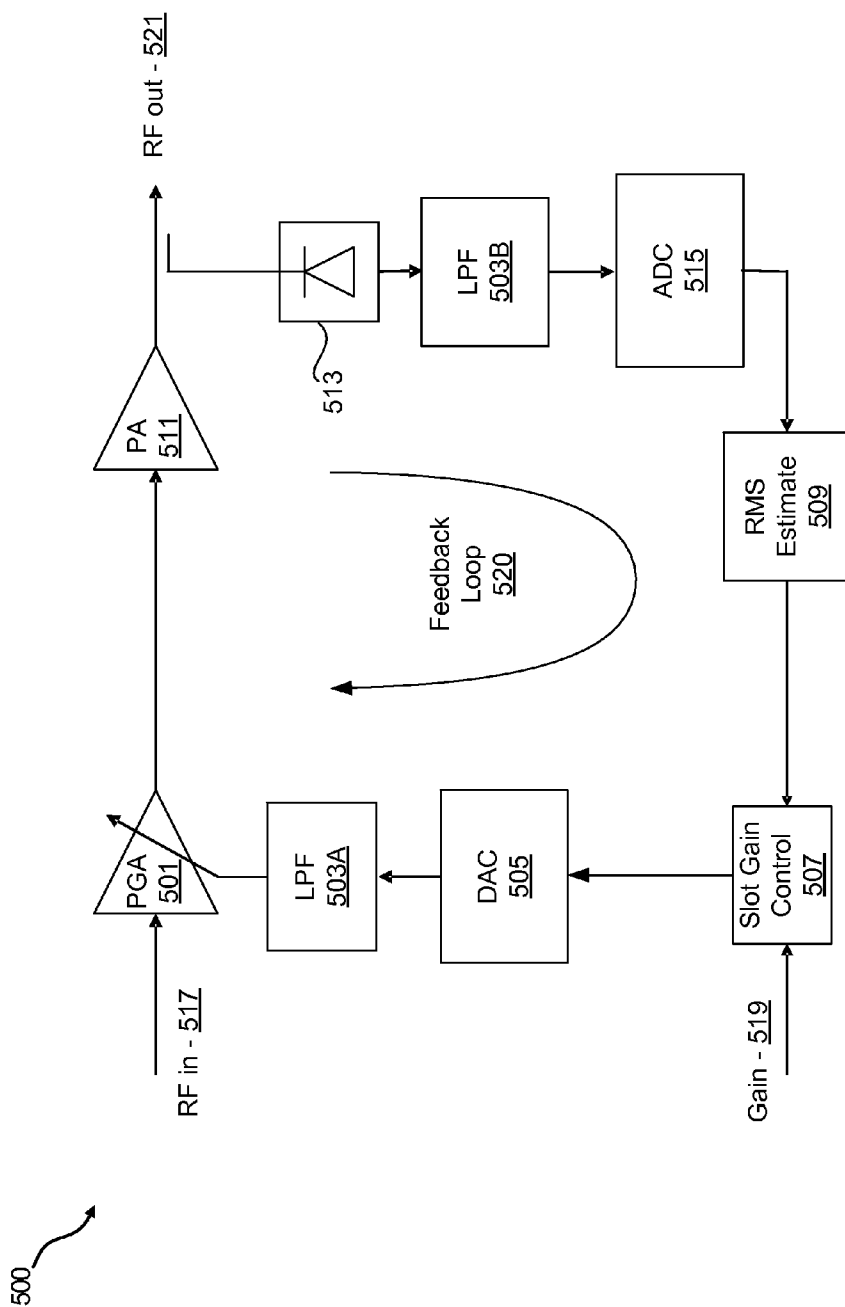 500
RF in - 517
PGA
501
PA
511
RF out - 521
513
LPF
503A
LPF
503B
Feedback
Loop
520
DAC
505
ADC
515
Gain - 519
Slot Gain
Control
507
RMS
Estimate
509